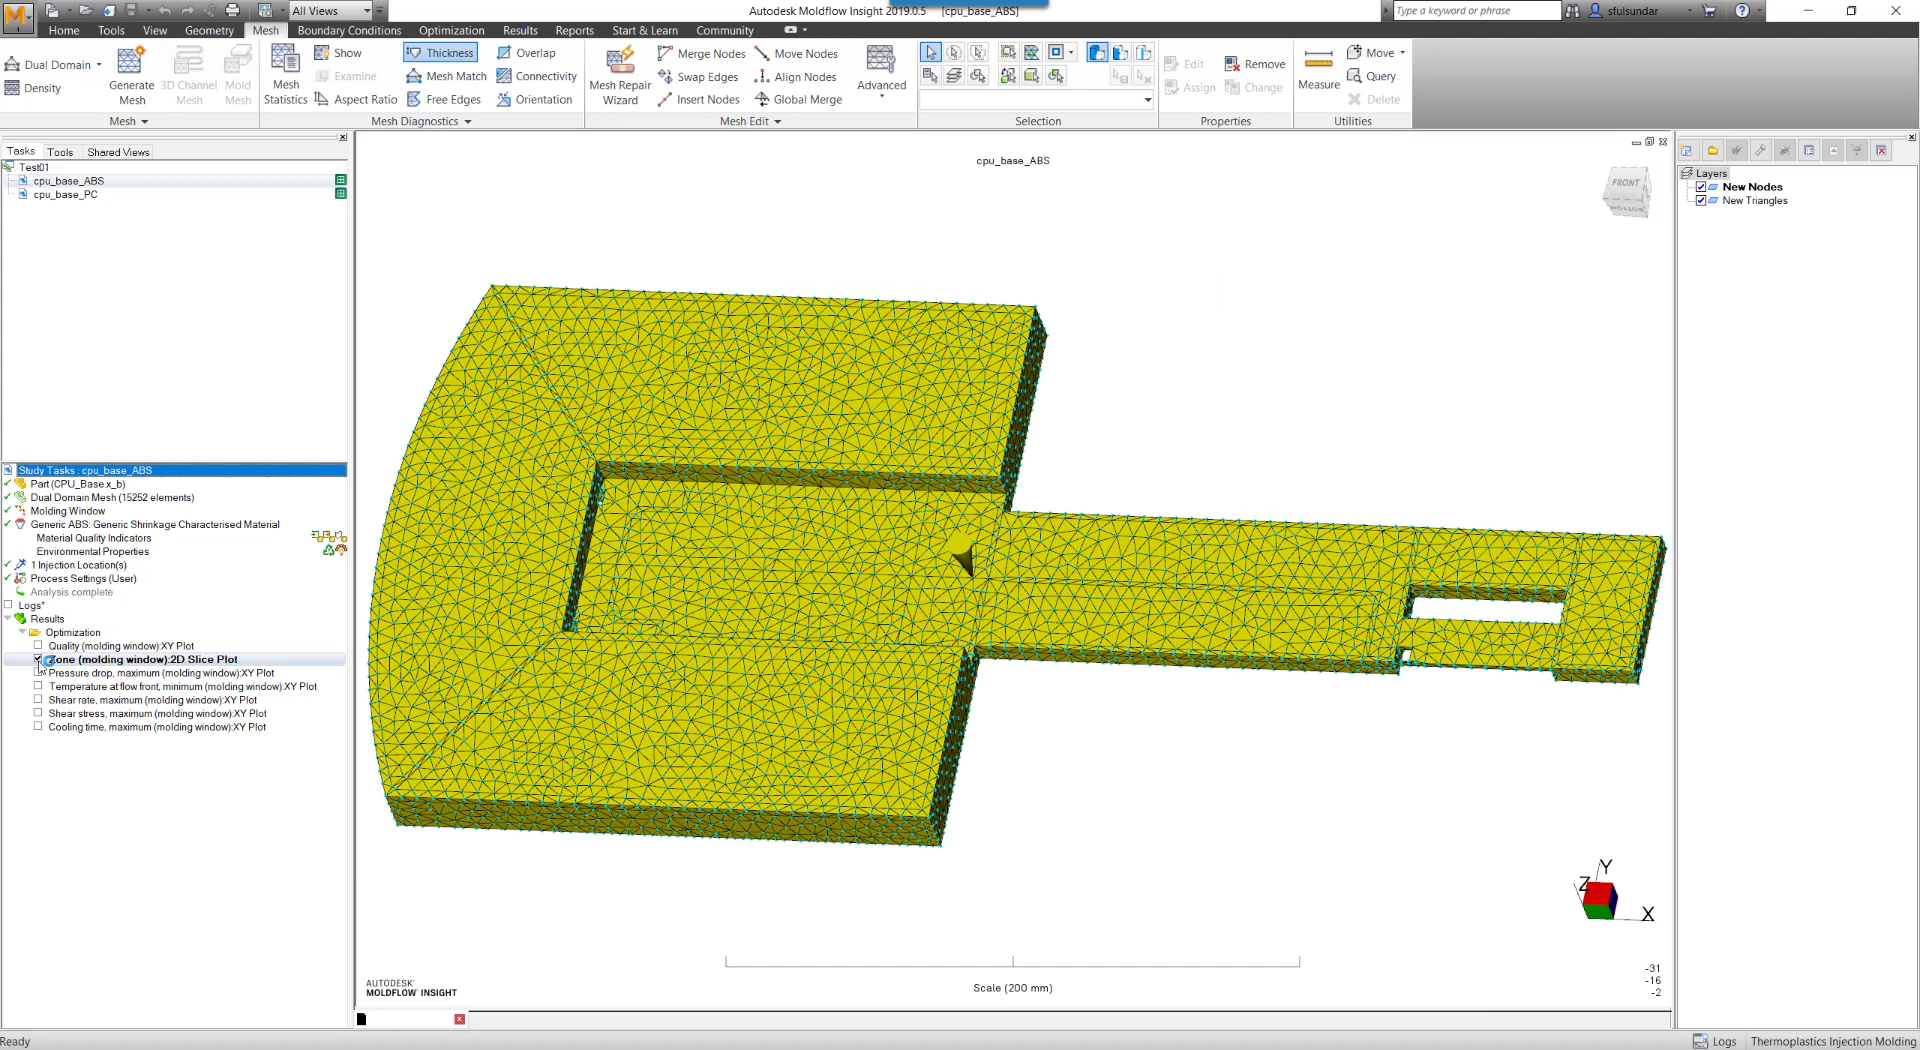 All Views
Autodesk Moldflow Insight 2019.0.5 [cpu_base_ABS]
Type a keyword or phrase
sfulsundar
Home Tools View Geometry Mesh Boundary Conditions Optimization Results Reports Start & Learn Community
Dual Domain
Density
Generate Mesh
3D Channel Mesh
Mold Mesh
Mesh
Mesh Statistics
Show
Examine
Aspect Ratio
Thickness
Mesh Match
Free Edges
Overlap
Connectivity
Orientation
Mesh Diagnostics
Mesh Repair Wizard
Merge Nodes
Swap Edges
Insert Nodes
Move Nodes
Align Nodes
Global Merge
Advanced
Mesh Edit
Selection
Edit
Assign
Remove
Change
Properties
Measure
Move
Query
Delete
Utilities
Tasks Tools Shared Views
Test01
cpu_base_ABS
cpu_base_PC
Study Tasks : cpu_base_ABS
Part (CPU_Base.x_b)
Dual Domain Mesh (15252 elements)
Molding Window
Generic ABS: Generic Shrinkage Characterised Material
Material Quality Indicators
Environmental Properties
1 Injection Location(s)
Process Settings (User)
Analysis complete
Logs*
Results
Optimization
Quality (molding window):XY Plot
Zone (molding window):2D Slice Plot
Pressure drop, maximum (molding window):XY Plot
Temperature at flow front, minimum (molding window):XY Plot
Shear rate, maximum (molding window):XY Plot
Shear stress, maximum (molding window):XY Plot
Cooling time, maximum (molding window):XY Plot
cpu_base_ABS
FRONT
BOTTOM
Layers
New Nodes
New Triangles
Y
Z
X
-31
-16
-2
AUTODESK'
MOLDFLOW INSIGHT
Scale (200 mm)
Ready
Logs
Thermoplastics Injection Molding